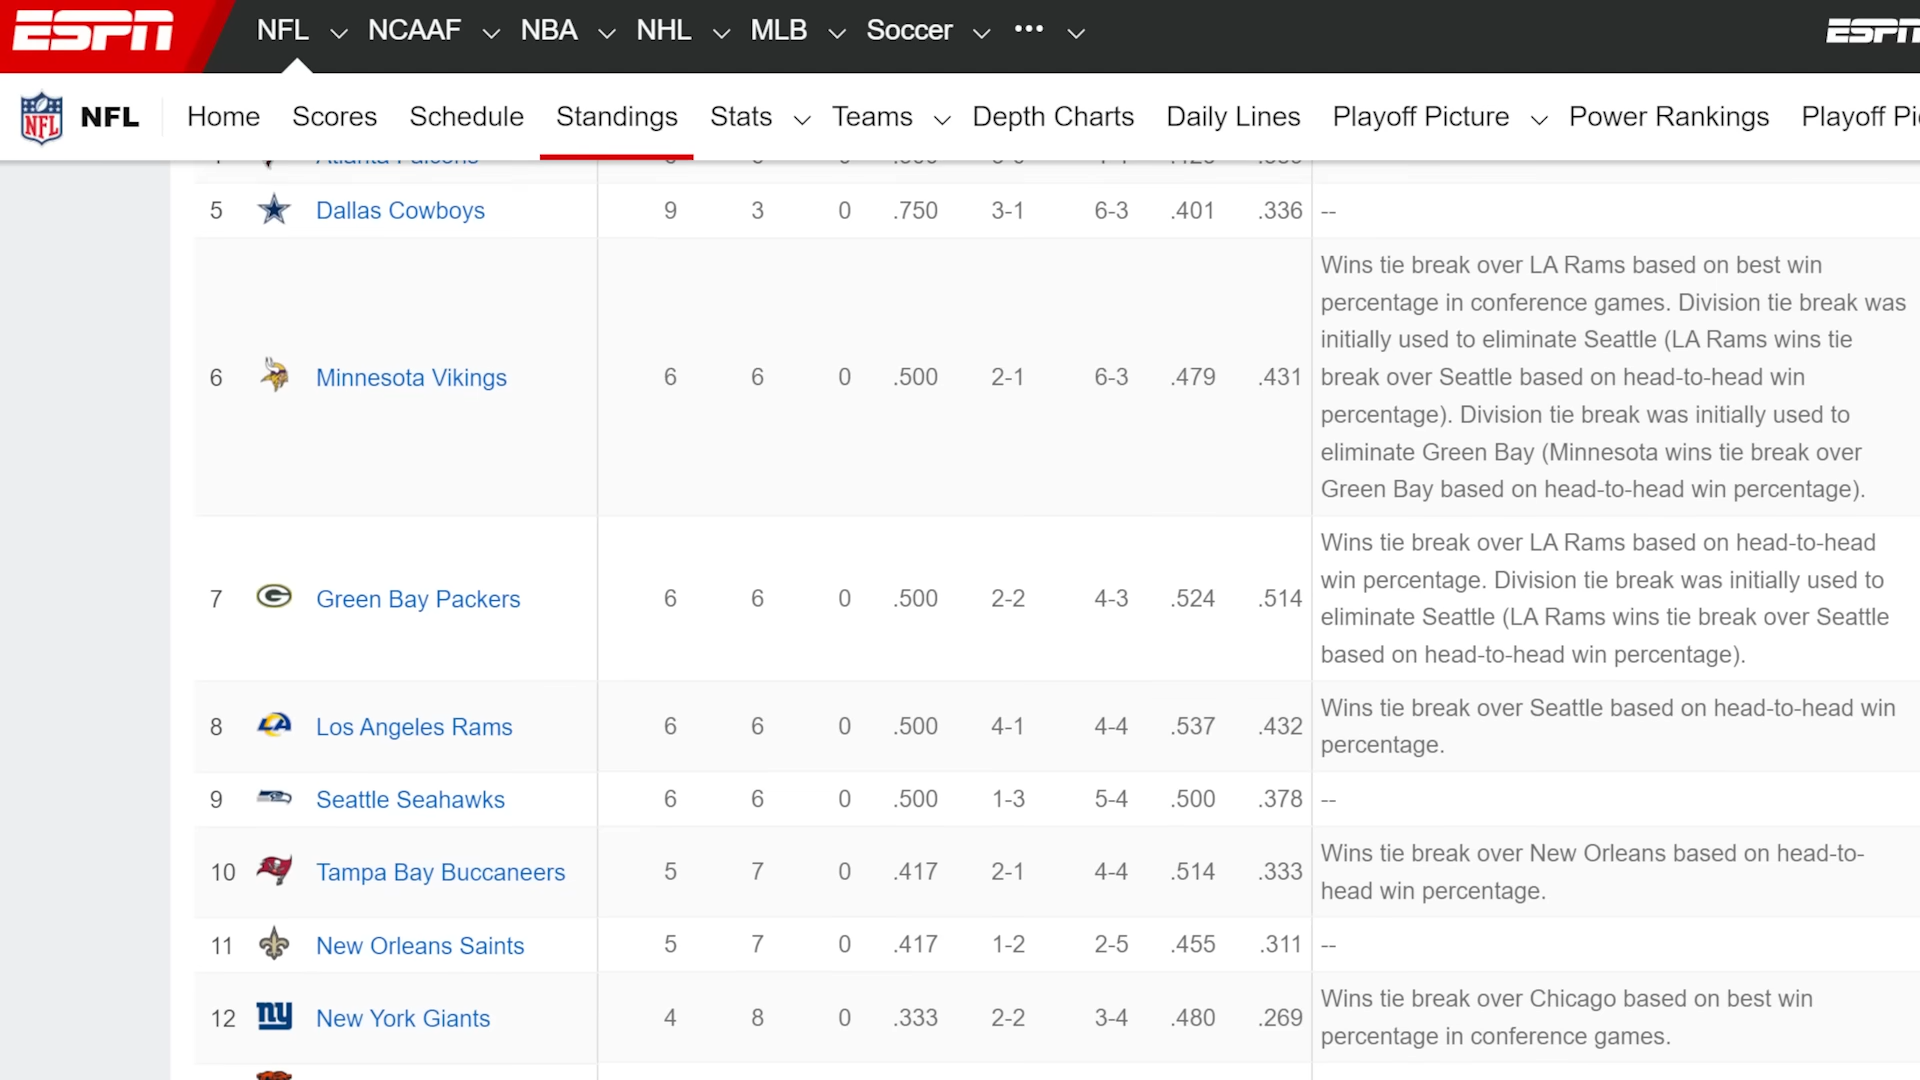 ESPN NFL NCAAF NBA NHL MLB Soccer ••• ESPN
NFL NFL Home Scores Schedule Standings Stats Teams Depth Charts Daily Lines Playoff Picture Power Rankings Playoff Pi
Atlanta Falcons
5 Dallas Cowboys 9 3 0 .750 3-1 6-3 .401 .336 --
Wins tie break over LA Rams based on best win
percentage in conference games. Division tie break was
initially used to eliminate Seattle (LA Rams wins tie
6 Minnesota Vikings 6 6 0 .500 2-1 6-3 .479 .431 break over Seattle based on head-to-head win
percentage). Division tie break was initially used to
eliminate Green Bay (Minnesota wins tie break over
Green Bay based on head-to-head win percentage).
Wins tie break over LA Rams based on head-to-head
7 Green Bay Packers 6 6 0 .500 2-2 4-3 .524 .514 win percentage. Division tie break was initially used to
eliminate Seattle (LA Rams wins tie break over Seattle
based on head-to-head win percentage).
8 LA Los Angeles Rams 6 6 0 .500 4-1 4-4 .537 .432 Wins tie break over Seattle based on head-to-head win
percentage.
9 Seattle Seahawks 6 6 0 .500 1-3 5-4 .500 .378 --
10 Tampa Bay Buccaneers 5 7 0 .417 2-1 4-4 .514 .333 Wins tie break over New Orleans based on head-to-
head win percentage.
11 New Orleans Saints 5 7 0 .417 1-2 2-5 .455 .311 --
12 ny New York Giants 4 8 0 .333 2-2 3-4 .480 .269 Wins tie break over Chicago based on best win
percentage in conference games.